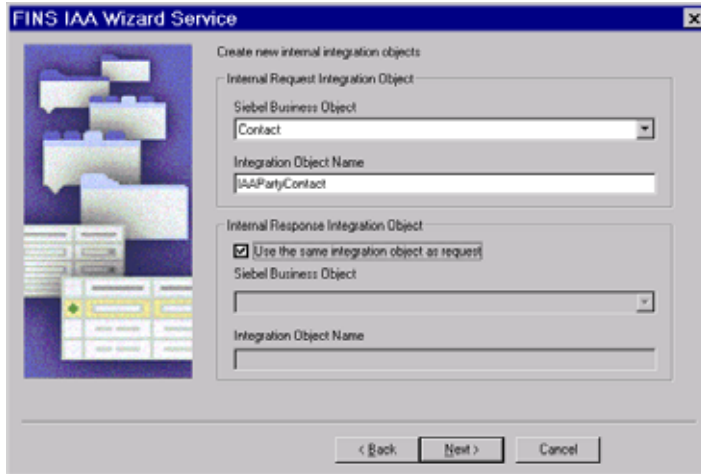 FINS IAA Wizard Service
Create new internal integration objects
Internal Request Integration Object
Siebel Business Object
Contact
Integration Object Name
IAAPartyContact
Internal Response Integration Object
Use the same integration object as request
Siebel Business Object
Integration Object Name
< Back Next > Cancel